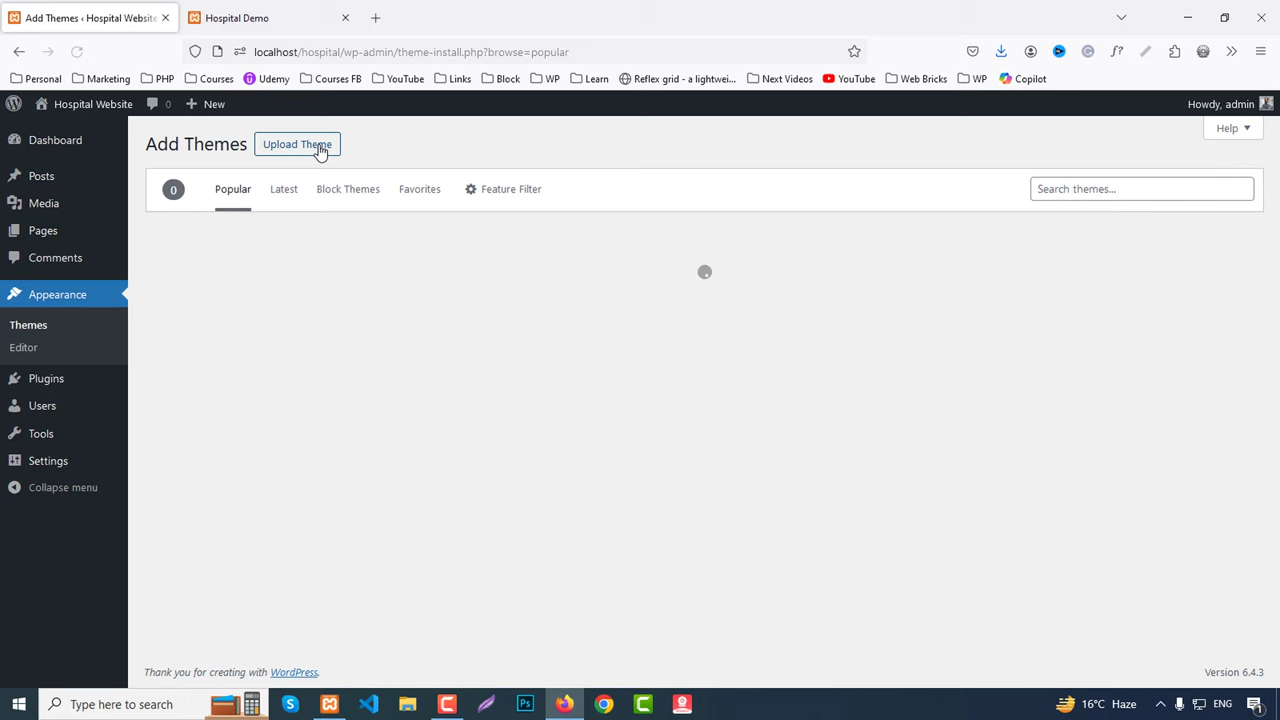 Add Themes ‹ Hospital Website
Hospital Demo
localhost/hospital/wp-admin/theme-install.php?browse=popular
Personal
Marketing
PHP
Courses
Udemy
Courses FB
YouTube
Links
Block
WP
Learn
Reflex grid - a lightwei...
Next Videos
YouTube
Web Bricks
WP
Copilot
Hospital Website
0
New
Howdy, admin
Dashboard
Posts
Media
Pages
Comments
Appearance
Themes
Editor
Plugins
Users
Tools
Settings
Collapse menu
Help
Add Themes
Upload Theme
0
Popular
Latest
Block Themes
Favorites
Feature Filter
Search themes...
Thank you for creating with WordPress.
Version 6.4.3
Type here to search
16°C Haze
ENG